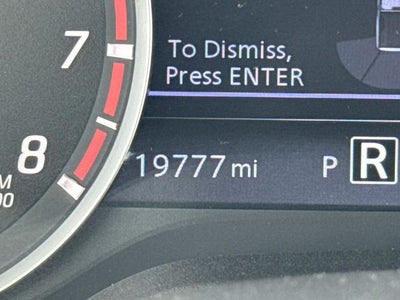 7
To Dismiss,
Press ENTER
8
19777 mi P R